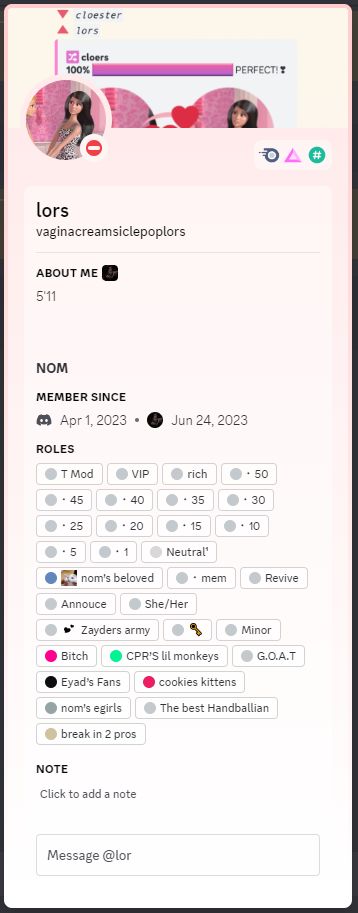 cloester
lors
cloers
100% PERFECT! ❣
lors
vaginacreamsiclepoplors
ABOUT ME
5'11
NOM
MEMBER SINCE
Apr 1, 2023 • Jun 24, 2023
ROLES
T Mod VIP rich · 50
· 45 · 40 · 35 · 30
· 25 · 20 · 15 · 10
· 5 · 1 Neutral¹
nom's beloved · mem Revive
Annouce She/Her
Zayders army Minor
Bitch CPR'S lil monkeys G.O.A.T
Eyad's Fans cookies kittens
nom's egirls The best Handballian
break in 2 pros
NOTE
Click to add a note
Message @lor